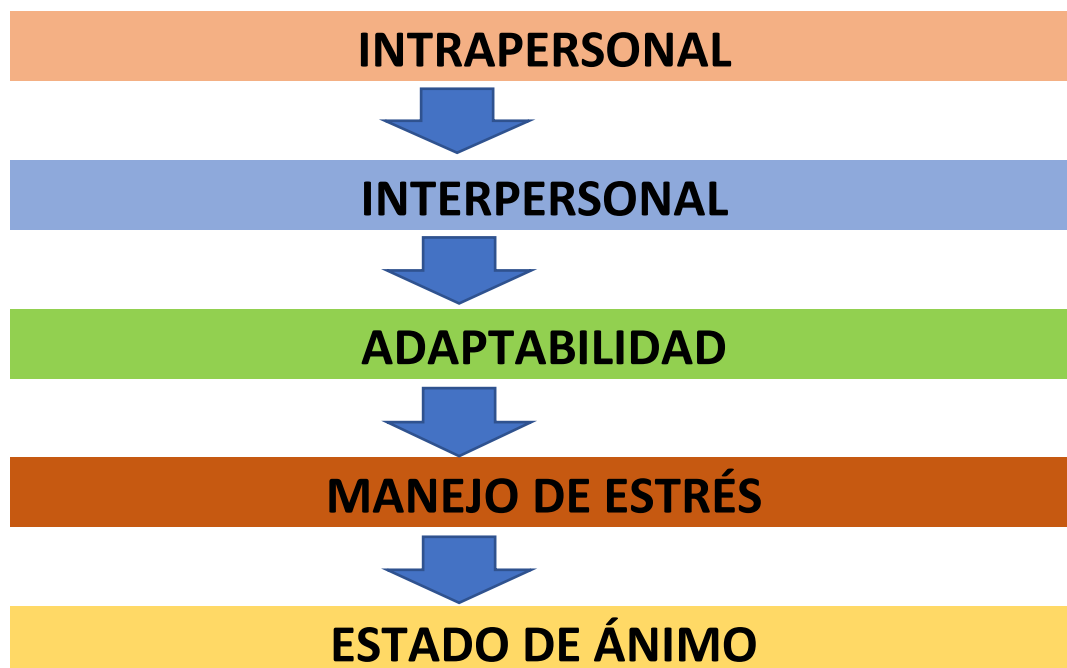 INTRAPERSONAL
INTERPERSONAL
ADAPTABILIDAD
MANEJO DE ESTRÉS
ESTADO DE ÁNIMO